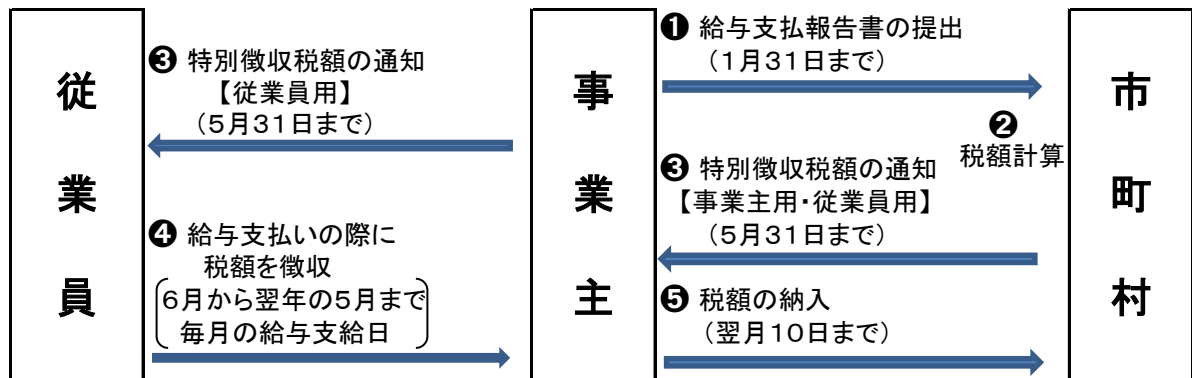 従業員
❸ 特別徴収税額の通知
【従業員用】
(5月31日まで)
❹ 給与支払いの際に
税額を徴収
6月から翌年の5月まで
毎月の給与支給日
事業主
❶ 給与支払報告書の提出
(1月31日まで)
❷
税額計算
❸ 特別徴収税額の通知
【事業主用・従業員用】
(5月31日まで)
❺ 税額の納入
(翌月10日まで)
市町村